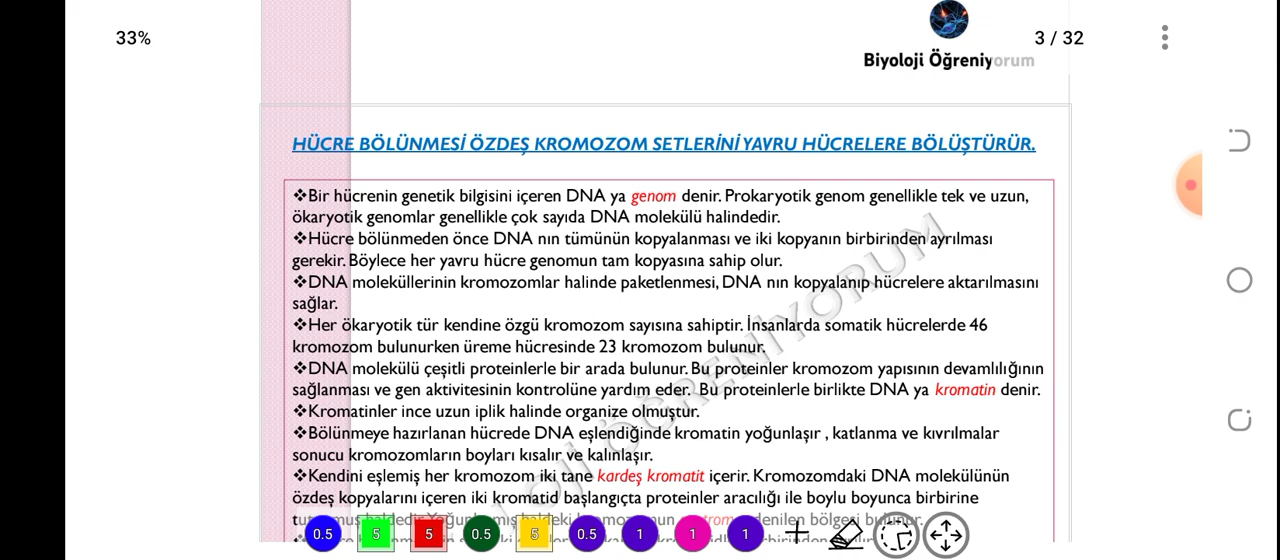 33%
3 / 32
Biyoloji Öğreniyorum
HÜCRE BÖLÜNMESİ ÖZDEŞ KROMOZOM SETLERİNİ YAVRU HÜCRELERE BÖLÜŞTÜRÜR.
❖Bir hücrenin genetik bilgisini içeren DNA ya genom denir. Prokaryotik genom genellikle tek ve uzun,
ökaryotik genomlar genellikle çok sayıda DNA molekülü halindedir.
❖Hücre bölünmeden önce DNA nın tümünün kopyalanması ve iki kopyanın birbirinden ayrılması
gerekir. Böylece her yavru hücre genomun tam kopyasına sahip olur.
❖DNA moleküllerinin kromozomlar halinde paketlenmesi, DNA nın kopyalanıp hücrelere aktarılmasını
sağlar.
❖Her ökaryotik tür kendine özgü kromozom sayısına sahiptir. İnsanlarda somatik hücrelerde 46
kromozom bulunurken üreme hücresinde 23 kromozom bulunur.
❖DNA molekülü çeşitli proteinlerle bir arada bulunur. Bu proteinler kromozom yapısının devamlılığının
sağlanması ve gen aktivitesinin kontrolüne yardım eder. Bu proteinlerle birlikte DNA ya kromatin denir.
❖Kromatinler ince uzun iplik halinde organize olmuştur.
❖Bölünmeye hazırlanan hücrede DNA eşlendiğinde kromatin yoğunlaşır , katlanma ve kıvrılmalar
sonucu kromozomların boyları kısalır ve kalınlaşır.
❖Kendini eşlemiş her kromozom iki tane kardeş kromatit içerir. Kromozomdaki DNA molekülünün
özdeş kopyalarını içeren iki kromatid başlangıçta proteinler aracılığı ile boylu boyunca birbirine
denilen bölgesi bulunur.
OJİ ÖĞRENİYORUM
0.5 5 5 0.5 5 0.5 1 1 1